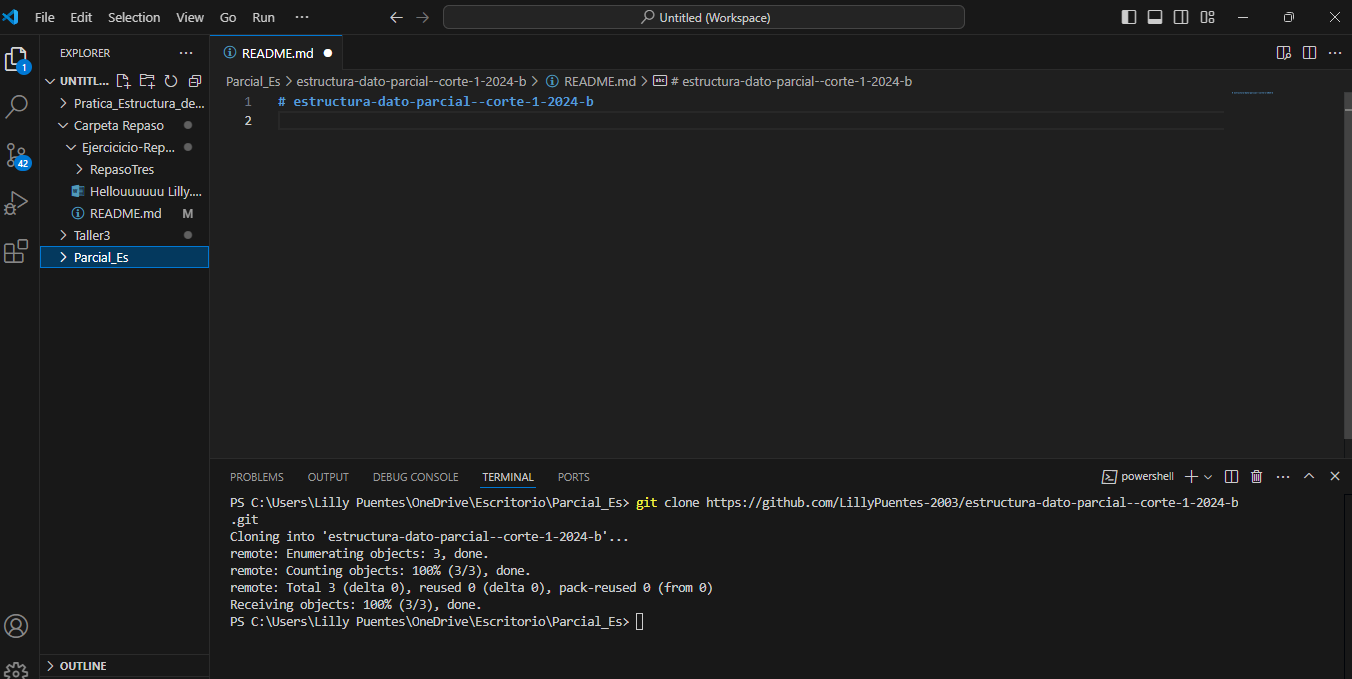 File Edit Selection View Go Run ··· Untitled (Workspace)
EXPLORER ···
UNTITL...
Pratica_Estructura_de...
Carpeta Repaso
Ejercicicio-Rep...
RepasoTres
Hellouuuuuu Lilly....
README.md M
Taller3
Parcial_Es
OUTLINE
1
42
README.md
Parcial_Es > estructura-dato-parcial--corte-1-2024-b > README.md > # estructura-dato-parcial--corte-1-2024-b
1 # estructura-dato-parcial--corte-1-2024-b
2
PROBLEMS OUTPUT DEBUG CONSOLE TERMINAL PORTS powershell
PS C:\Users\Lilly Puentes\OneDrive\Escritorio\Parcial_Es> git clone https://github.com/LillyPuentes-2003/estructura-dato-parcial--corte-1-2024-b
.git
Cloning into 'estructura-dato-parcial--corte-1-2024-b'...
remote: Enumerating objects: 3, done.
remote: Counting objects: 100% (3/3), done.
remote: Total 3 (delta 0), reused 0 (delta 0), pack-reused 0 (from 0)
Receiving objects: 100% (3/3), done.
PS C:\Users\Lilly Puentes\OneDrive\Escritorio\Parcial_Es>